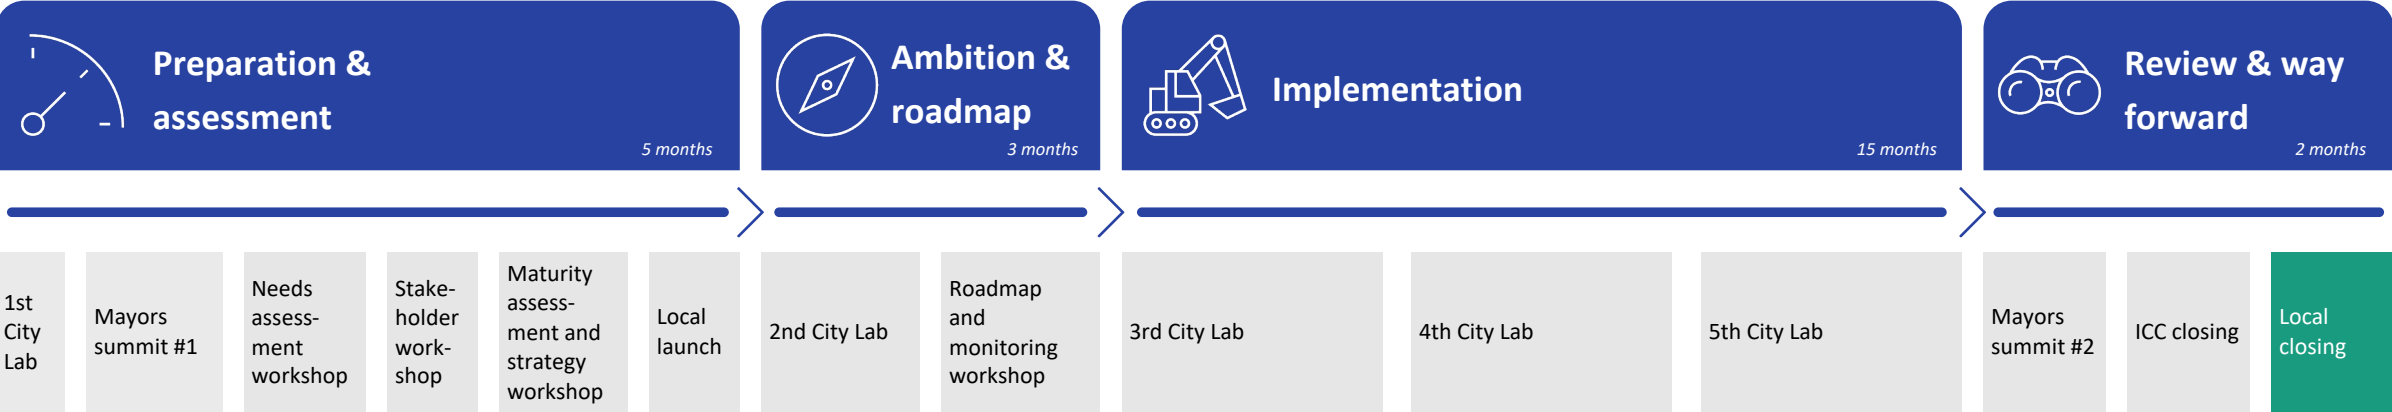 Preparation &
assessment
5 months
Ambition &
roadmap
3 months
Implementation
15 months
Review & way
forward
2 months
1st
City
Lab
Mayors
summit #1
Needs
assess-
ment
workshop
Stake-
holder
work-
shop
Maturity
assess-
ment and
strategy
workshop
Local
launch
2nd City Lab
Roadmap
and
monitoring
workshop
3rd City Lab
4th City Lab
5th City Lab
Mayors
summit #2
ICC closing
Local
closing